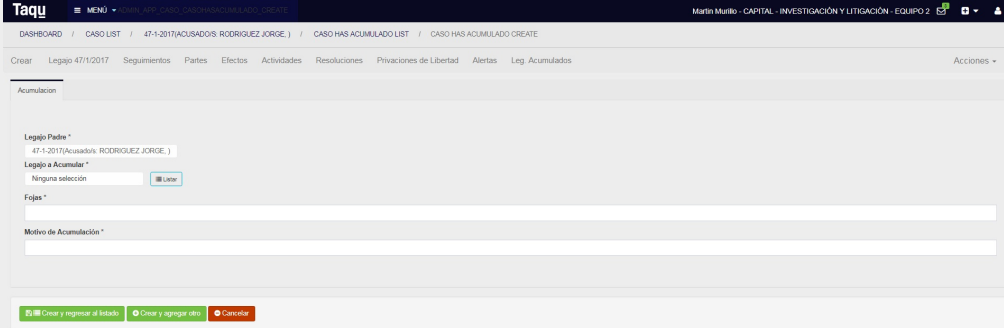 Taqu MENÚ ADMIN_APP_CASO_CASOHASACUMULADO_CREATE Martin Murillo - CAPITAL - INVESTIGACIÓN Y LITIGACIÓN - EQUIPO 2
DASHBOARD / CASO LIST / 47-1-2017(ACUSADO/S: RODRIGUEZ JORGE, ) / CASO HAS ACUMULADO LIST / CASO HAS ACUMULADO CREATE
Crear Legajo 47/1/2017 Seguimientos Partes Efectos Actividades Resoluciones Privaciones de Libertad Alertas Leg. Acumulados Acciones
Acumulacion
Legajo Padre *
47-1-2017(Acusado/s: RODRIGUEZ JORGE, )
Legajo a Acumular *
Ninguna selección Listar
Fojas *
Motivo de Acumulación *
Crear y regresar al listado Crear y agregar otro Cancelar